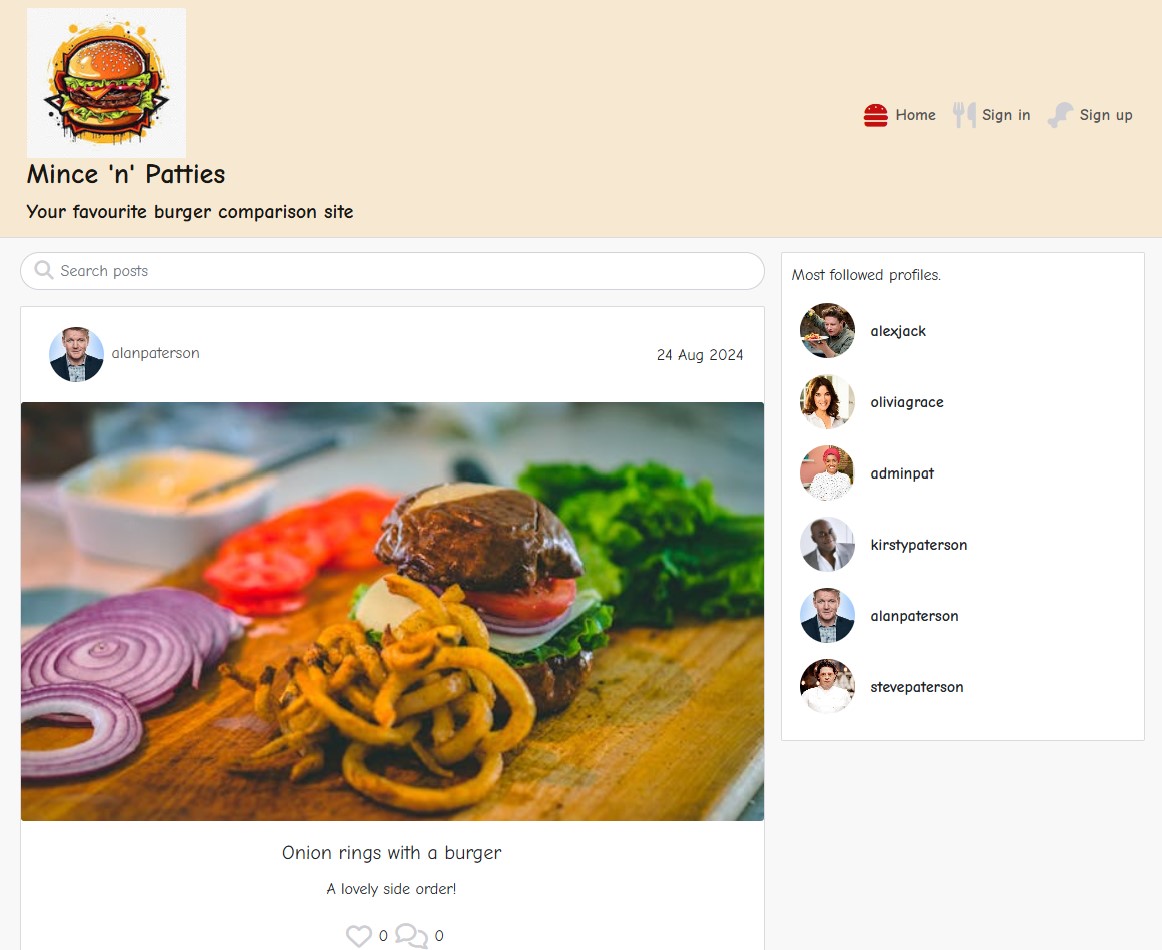 Home
Sign in
Sign up
Mince 'n' Patties
Your favourite burger comparison site
Search posts
alanpaterson
24 Aug 2024
Onion rings with a burger
A lovely side order!
0
0
Most followed profiles.
alexjack
oliviagrace
adminpat
kirstypaterson
alanpaterson
stevepaterson